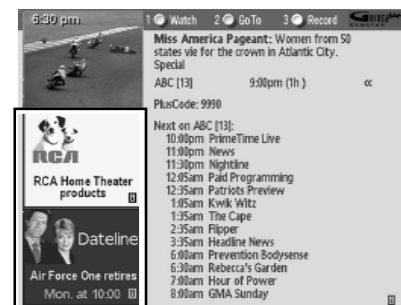 6:30 pm
1 Watch 2 GoTo 3 Record
Miss America Pageant: Women from 50
states vie for the crown in Atlantic City.
Special
ABC [13] 9:00pm (1h) cc
PlusCode: 9990
Next on ABC [13]:
10:00pm PrimeTime Live
11:00pm News
11:30pm Nightline
12:05am Paid Programming
12:35am Patriots Preview
1:05am Kwik Witz
1:35am The Cape
2:35am Flipper
3:35am Headline News
6:00am Prevention Bodysense
6:30am Rebecca's Garden
7:00am Hour of Power
8:00am GMA Sunday
RCA
RCA Home Theater
products
Dateline
Air Force One retires
Mon. at 10:00